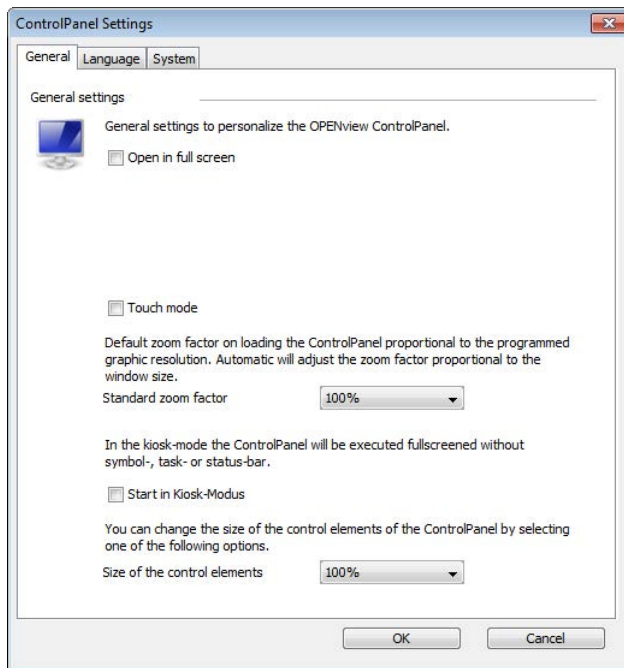 ControlPanel Settings
General Language System
General settings
General settings to personalize the OPENview ControlPanel.
Open in full screen
Touch mode
Default zoom factor on loading the ControlPanel proportional to the programmed
graphic resolution. Automatic will adjust the zoom factor proportional to the
window size.
Standard zoom factor 100%
In the kiosk-mode the ControlPanel will be executed fullscreened without
symbol-, task- or status-bar.
Start in Kiosk-Modus
You can change the size of the control elements of the ControlPanel by selecting
one of the following options.
Size of the control elements 100%
OK Cancel